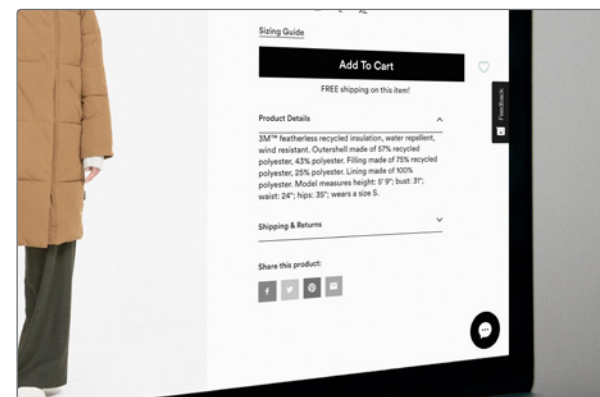 L XL
Sizing Guide
Add To Cart
FREE shipping on this item!
Product Details
3M™ featherless recycled insulation, water repellent,
wind resistant. Outershell made of 57% recycled
polyester, 43% polyester. Filling made of 75% recycled
polyester, 25% polyester. Lining made of 100%
polyester. Model measures height: 5' 9"; bust: 31";
waist: 24"; hips: 35"; wears a size S.
Shipping & Returns
Share this product:
Feedback